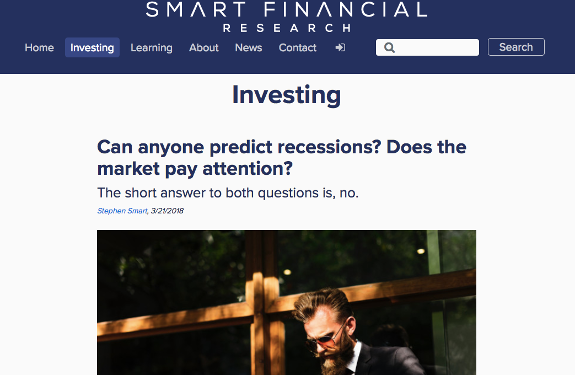 SMART FINANCIAL
RESEARCH
Home Investing Learning About News Contact Search
Investing
Can anyone predict recessions? Does the
market pay attention?
The short answer to both questions is, no.
Stephen Smart, 3/21/2018